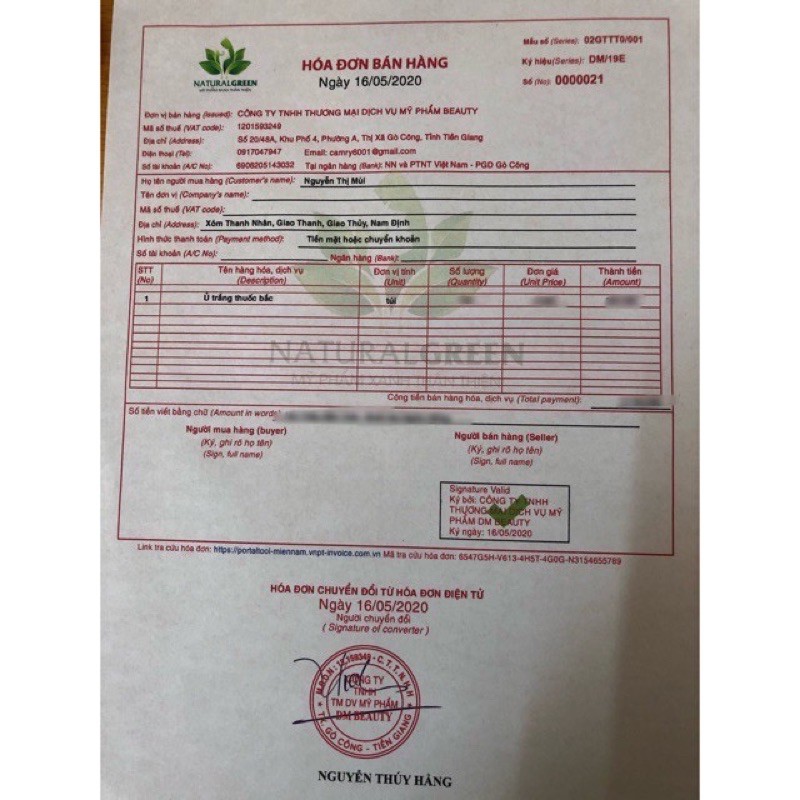 NATURALGREEN
MỸ PHẨM XANH THÂN THIỆN
HÓA ĐƠN BÁN HÀNG
Ngày 16/05/2020
Mẫu số (Series): 02GTTT0/001
Ký hiệu(Series): DM/19E
Số (No): 0000021
Đơn vị bán hàng (Issued): CÔNG TY TNHH THƯƠNG MẠI DỊCH VỤ MỸ PHẨM BEAUTY
Mã số thuế (VAT code): 1201593249
Địa chỉ (Address): Số 20/48A, Khu Phố 4, Phường A, Thị Xã Gò Công, Tỉnh Tiền Giang
Điện thoại (Tel): 0917047947 Email: camry6001@gmail.com
Số tài khoản (A/C No): 6906205143032 Tại ngân hàng (Bank): NN và PTNT Việt Nam - PGD Gò Công
Họ tên người mua hàng (Customer's name): Nguyễn Thị Mùi
Tên đơn vị (Company's name):
Mã số thuế (VAT code):
Địa chỉ (Address): Xóm Thanh Nhân, Giao Thanh, Giao Thủy, Nam Định
Hình thức thanh toán (Payment method): Tiền mặt hoặc chuyển khoản
Số tài khoản (A/C No): Ngân hàng (Bank):
STT (No) Tên hàng hóa, dịch vụ (Description) Đơn vị tính (Unit) Số lượng (Quantity) Đơn giá (Unit Price) Thành tiền (Amount)
1 Ủ trắng thuốc bắc túi
NATURALGREEN
MỸ PHẨM XANH THÂN THIỆN
Cộng tiền bán hàng hóa, dịch vụ (Total payment):
Số tiền viết bằng chữ (Amount in words):
Người mua hàng (buyer)
(Ký, ghi rõ họ tên)
(Sign, full name)
Người bán hàng (Seller)
(Ký, ghi rõ họ tên)
(Sign, full name)
Signature Valid
Ký bởi: CÔNG TY TNHH
THƯƠNG MẠI DỊCH VỤ MỸ
PHẨM DM BEAUTY
Ký ngày: 16/05/2020
Link tra cứu hóa đơn: https://portaltool-miennam.vnpt-invoice.com.vn Mã tra cứu hóa đơn: 6547G5H-V613-4H5T-4G0G-N3154655789
HÓA ĐƠN CHUYỂN ĐỔI TỪ HÓA ĐƠN ĐIỆN TỬ
Ngày 16/05/2020
Người chuyển đổi
( Signature of converter )
CÔNG TY
TNHH
TM DV MỸ PHẨM
DM BEAUTY
TX. GÒ CÔNG - TIỀN GIANG
NGUYỄN THÚY HẰNG